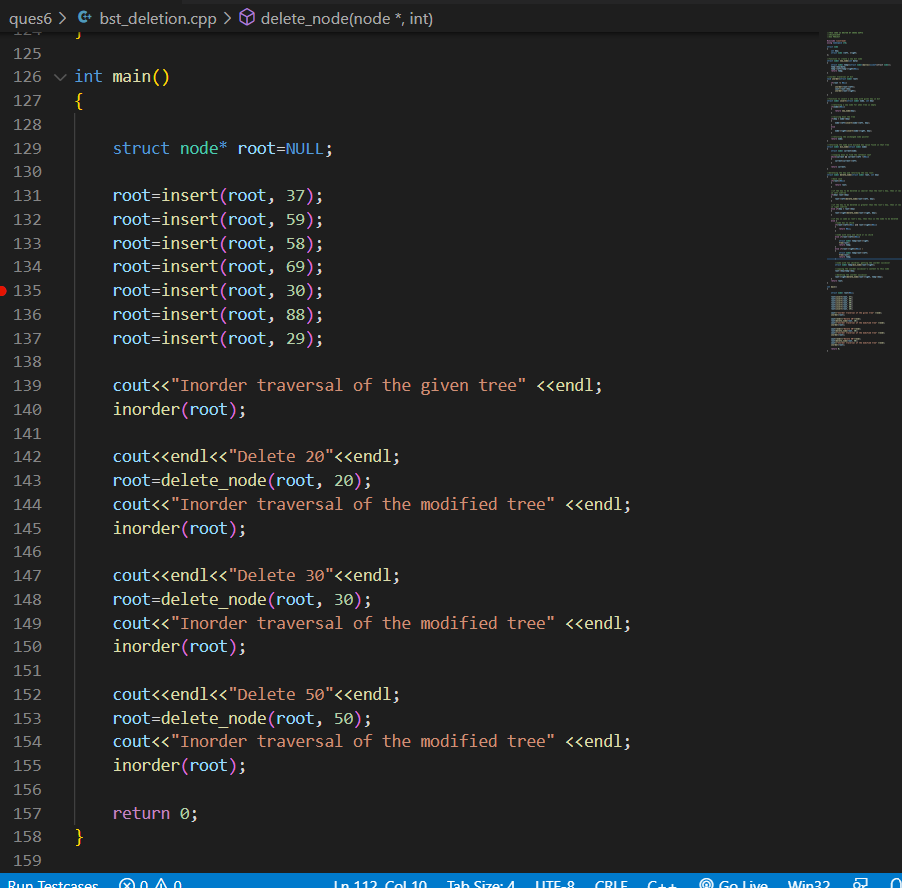 ques6 > bst_deletion.cpp > delete_node(node *, int)
124 }
125
126 int main()
127 {
128
129 struct node* root=NULL;
130
131 root=insert(root, 37);
132 root=insert(root, 59);
133 root=insert(root, 58);
134 root=insert(root, 69);
135 root=insert(root, 30);
136 root=insert(root, 88);
137 root=insert(root, 29);
138
139 cout<<"Inorder traversal of the given tree" <<endl;
140 inorder(root);
141
142 cout<<endl<<"Delete 20"<<endl;
143 root=delete_node(root, 20);
144 cout<<"Inorder traversal of the modified tree" <<endl;
145 inorder(root);
146
147 cout<<endl<<"Delete 30"<<endl;
148 root=delete_node(root, 30);
149 cout<<"Inorder traversal of the modified tree" <<endl;
150 inorder(root);
151
152 cout<<endl<<"Delete 50"<<endl;
153 root=delete_node(root, 50);
154 cout<<"Inorder traversal of the modified tree" <<endl;
155 inorder(root);
156
157 return 0;
158 }
159
Run Testcases 0 0 Ln 112, Col 10 Tab Size: 4 UTF-8 CRLF C++ Go Live Win32